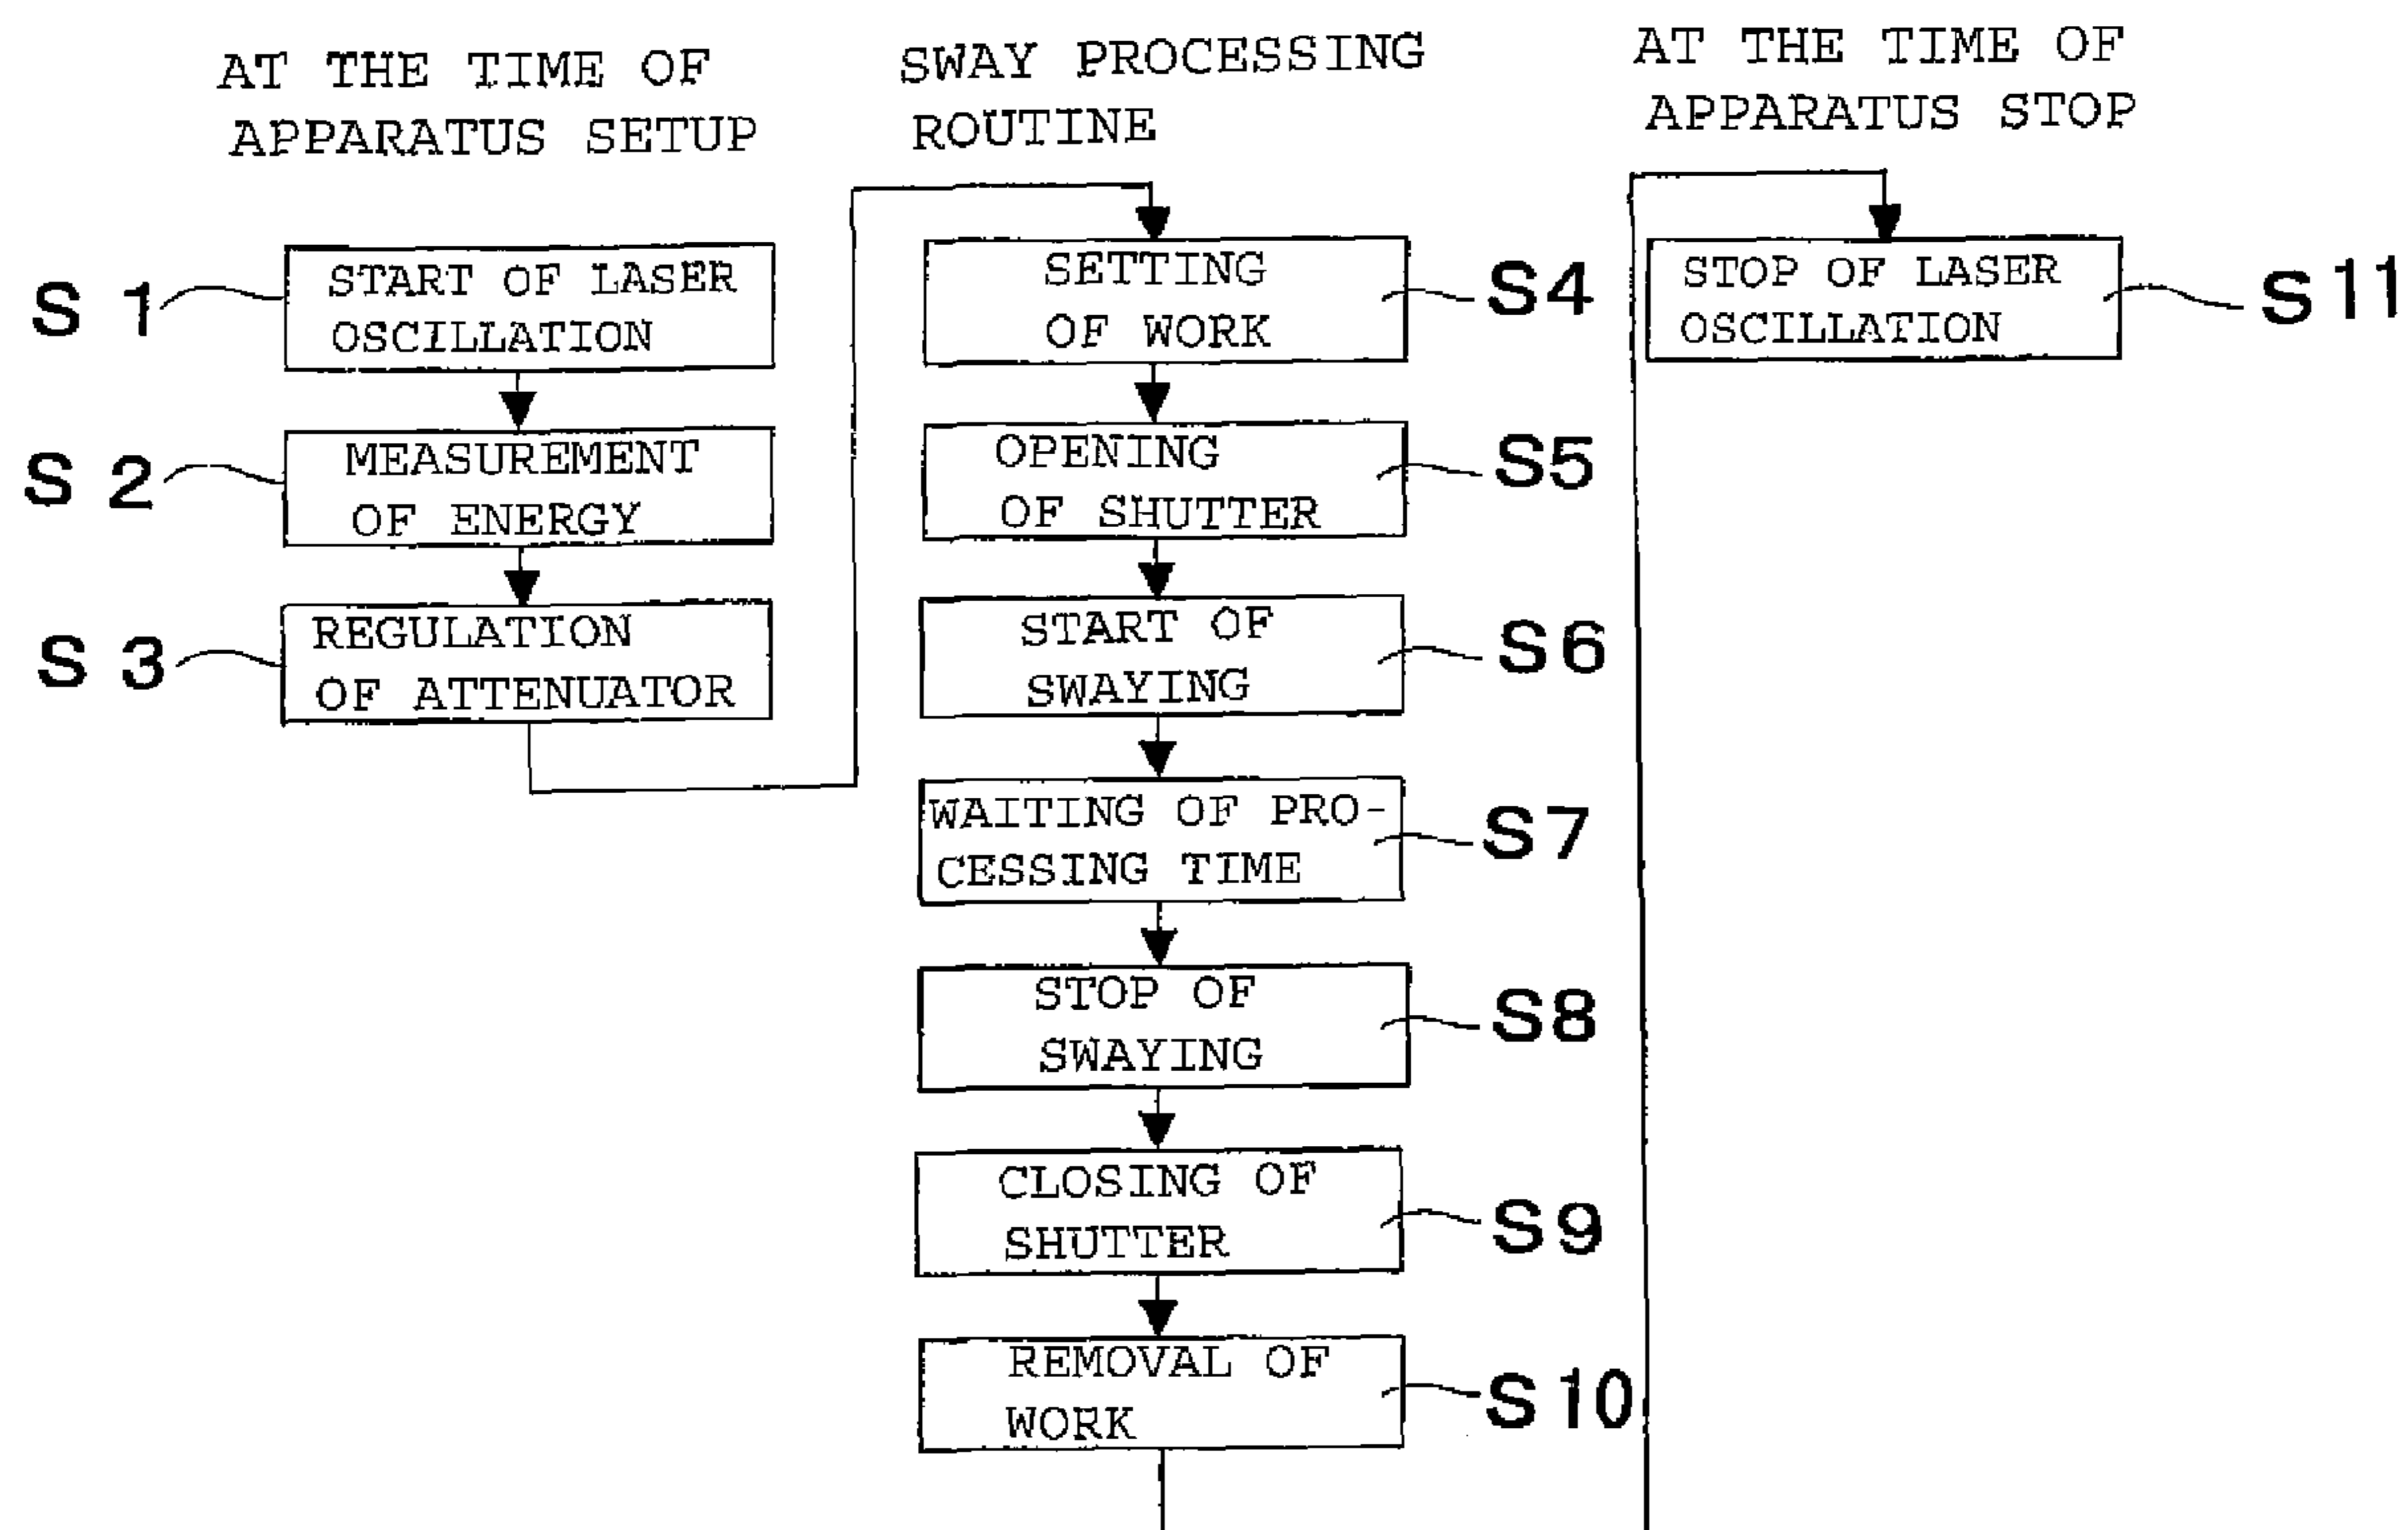 AT THE TIME OF
APPARATUS SETUP
S 1
START OF LASER
OSCILLATION
S 2
MEASUREMENT
OF ENERGY
S 3
REGULATION
OF ATTENUATOR
SWAY PROCESSING
ROUTINE
SETTING
OF WORK
S4
OPENING
OF SHUTTER
S5
START OF
SWAYING
S6
WAITING OF PRO-
CESSING TIME
S7
STOP OF
SWAYING
S8
CLOSING OF
SHUTTER
S9
REMOVAL OF
WORK
S10
AT THE TIME OF
APPARATUS STOP
STOP OF LASER
OSCILLATION
S11